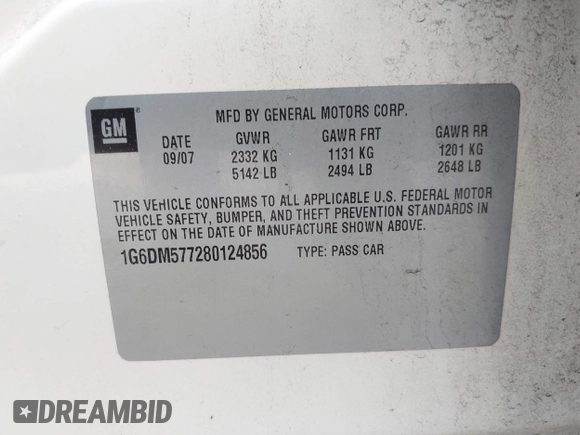 GM
®
MFD BY GENERAL MOTORS CORP.
DATE GVWR GAWR FRT GAWR RR
09/07 2332 KG 1131 KG 1201 KG
5142 LB 2494 LB 2648 LB
THIS VEHICLE CONFORMS TO ALL APPLICABLE U.S. FEDERAL MOTOR
VEHICLE SAFETY, BUMPER, AND THEFT PREVENTION STANDARDS IN
EFFECT ON THE DATE OF MANUFACTURE SHOWN ABOVE.
1G6DM577280124856 TYPE: PASS CAR
DREAMBID